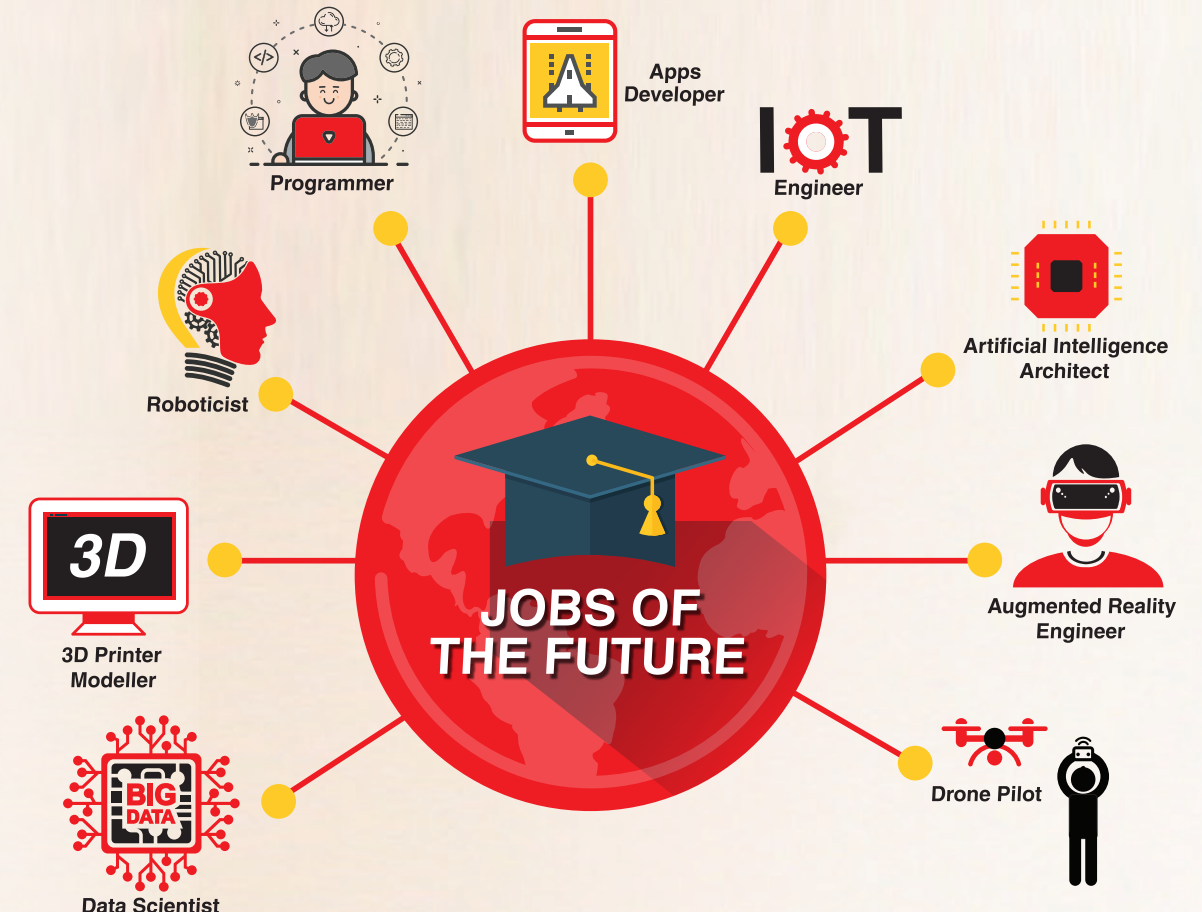 Programmer
Apps
Developer
IOT
Engineer
Artificial Intelligence
Architect
Roboticist
Augmented Reality
Engineer
3D
3D Printer
Modeller
JOBS OF
THE FUTURE
Drone Pilot
BIG
DATA
Data Scientist